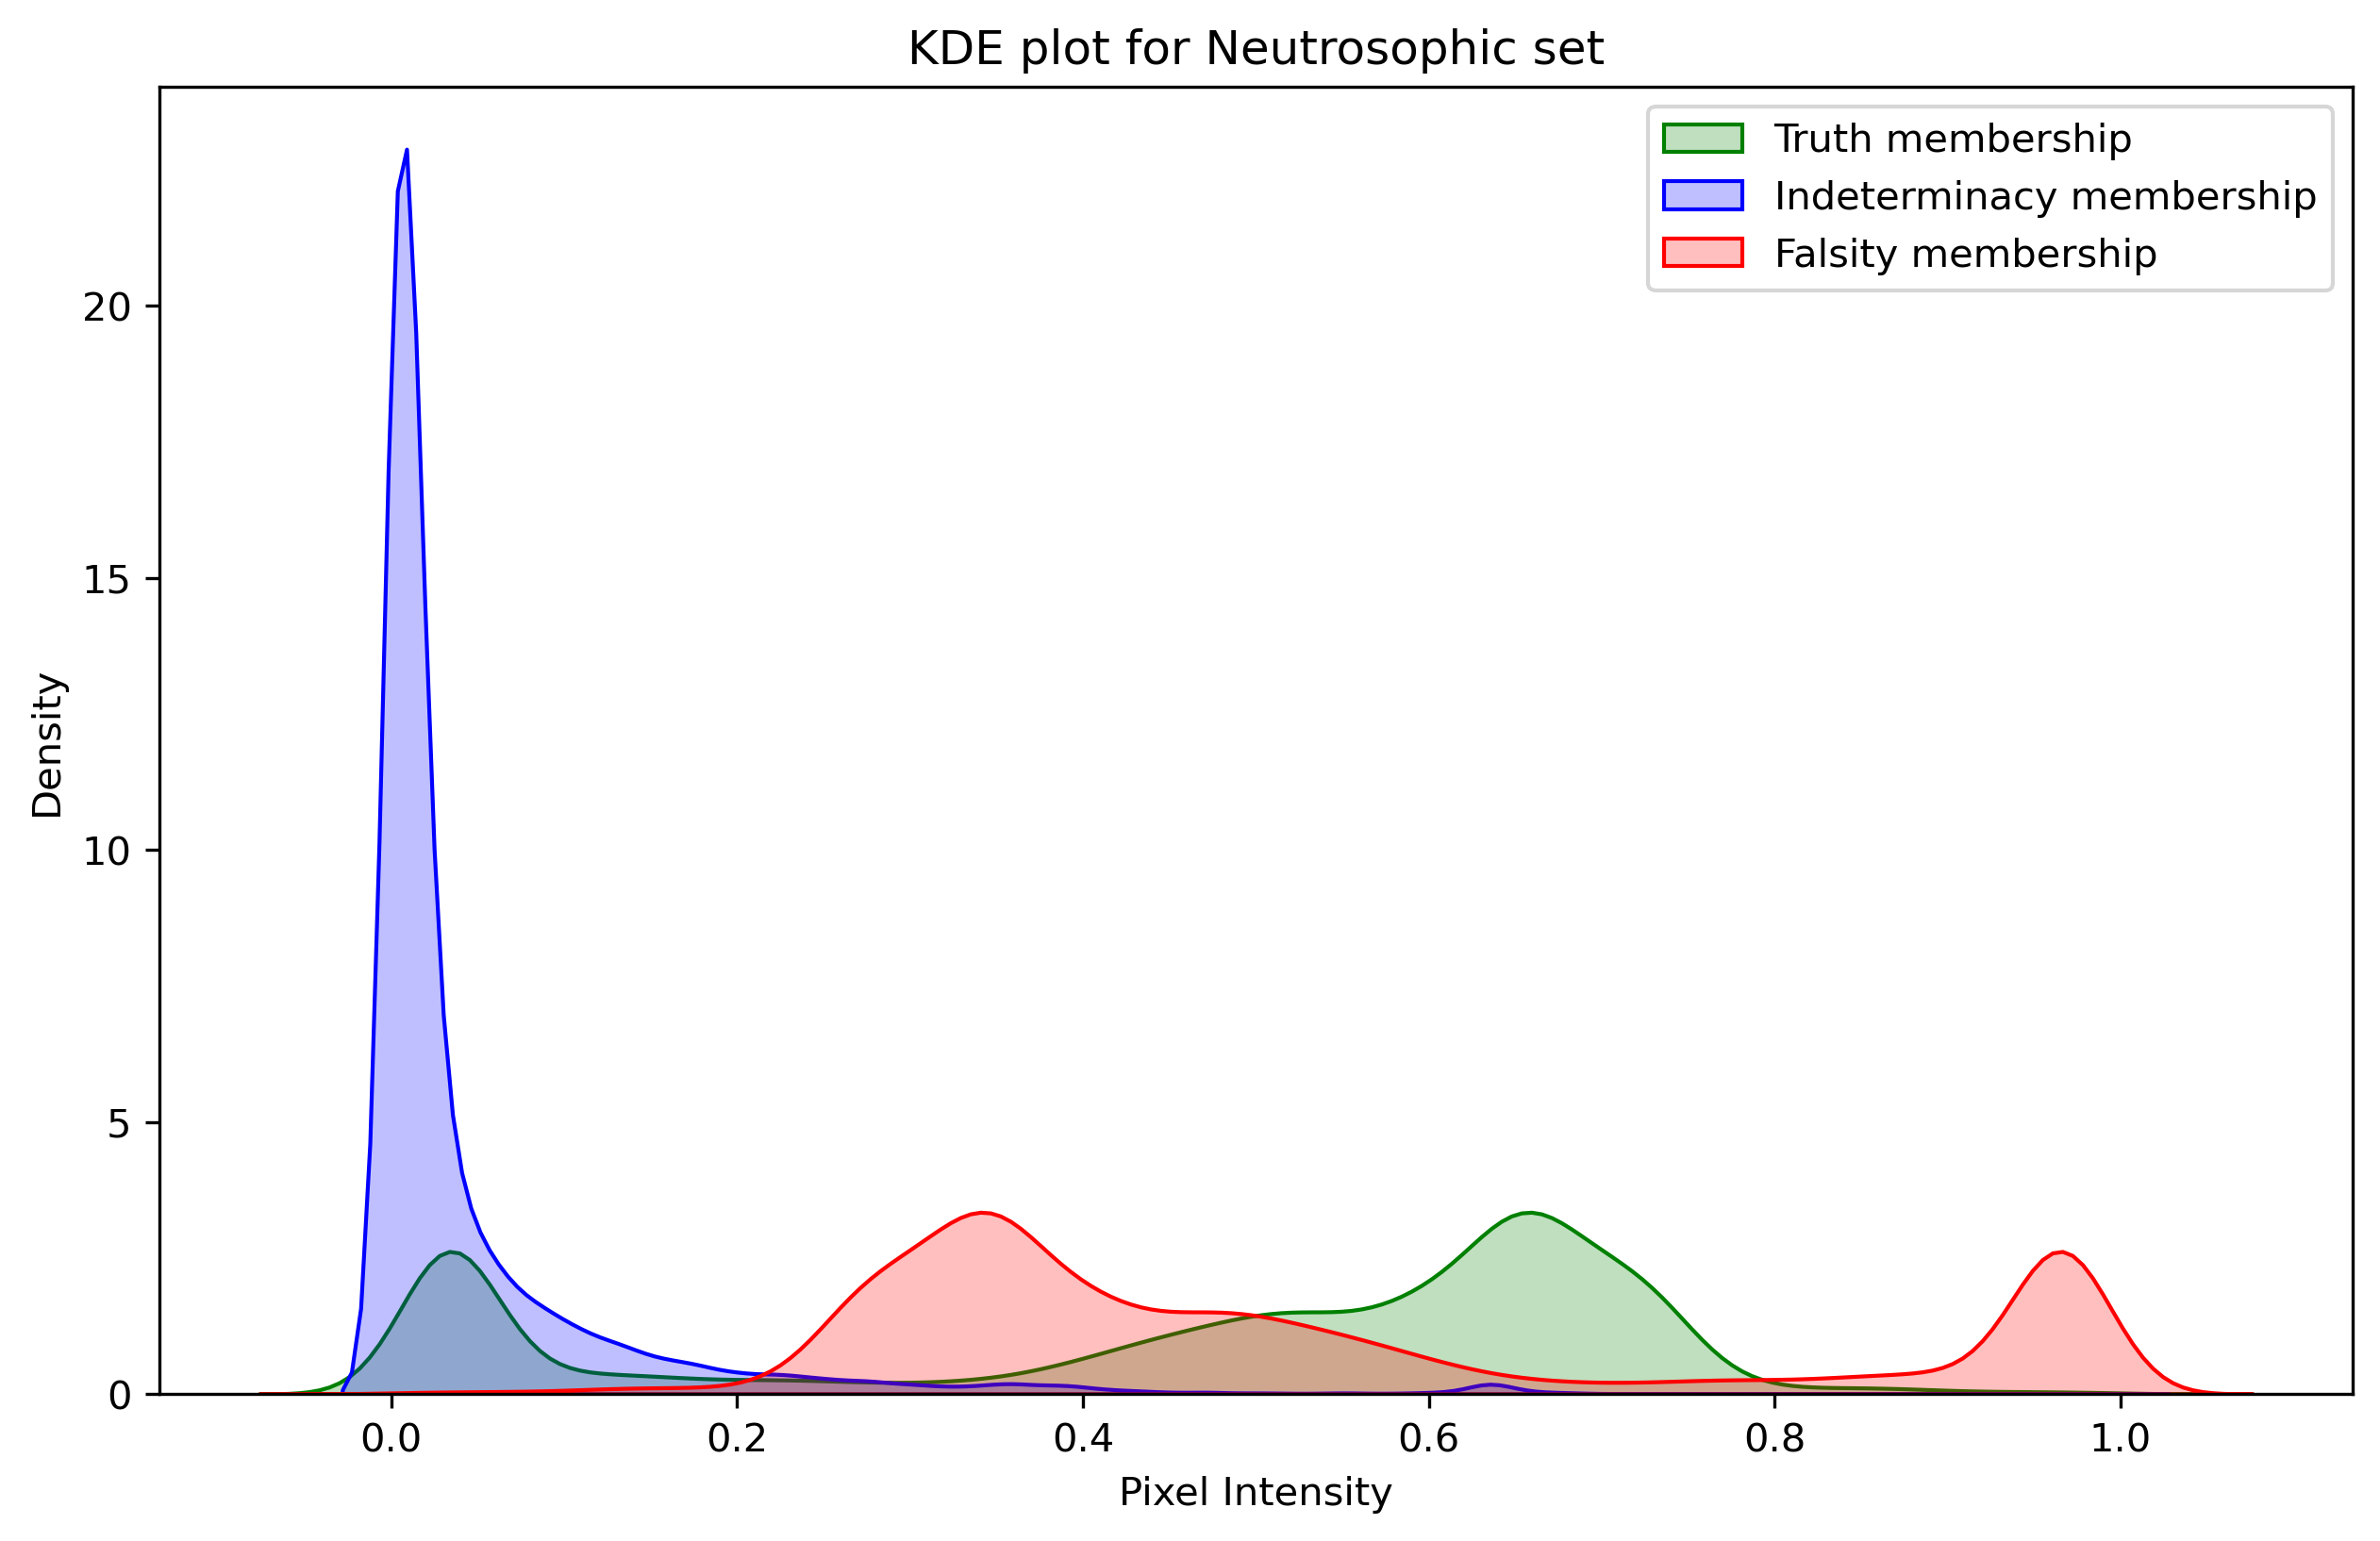 KDE plot for Neutrosophic set
Truth membership
Indeterminacy membership
Falsity membership
Density
20
15
10
5
0
0.0 0.2 0.4 0.6 0.8 1.0
Pixel Intensity